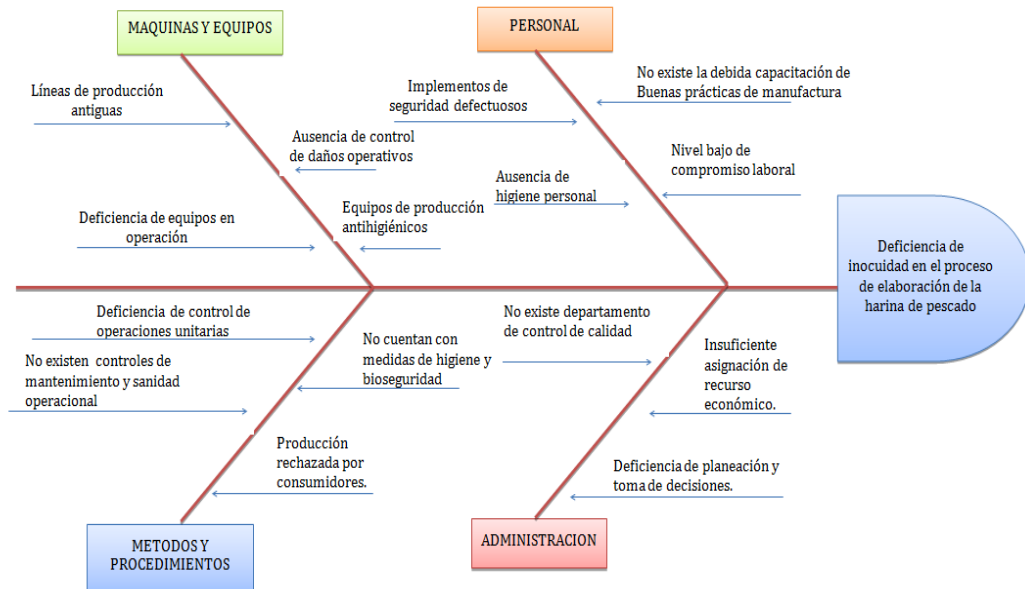 MAQUINAS Y EQUIPOS
PERSONAL
Líneas de producción
antiguas
Ausencia de control
de daños operativos
Deficiencia de equipos en
operación
Equipos de producción
antihigiénicos
Implementos de
seguridad defectuosos
No existe la debida capacitación de
Buenas prácticas de manufactura
Ausencia de
higiene personal
Nivel bajo de
compromiso laboral
Deficiencia de
inocuidad en el proceso
de elaboración de la
harina de pescado
Deficiencia de control de
operaciones unitarias
No existen controles de
mantenimiento y sanidad
operacional
No cuentan con
medidas de higiene y
bioseguridad
Producción
rechazada por
consumidores.
No existe departamento
de control de calidad
Insuficiente
asignación de
recurso
económico.
Deficiencia de planeación y
toma de decisiones.
METODOS Y
PROCEDIMIENTOS
ADMINISTRACION